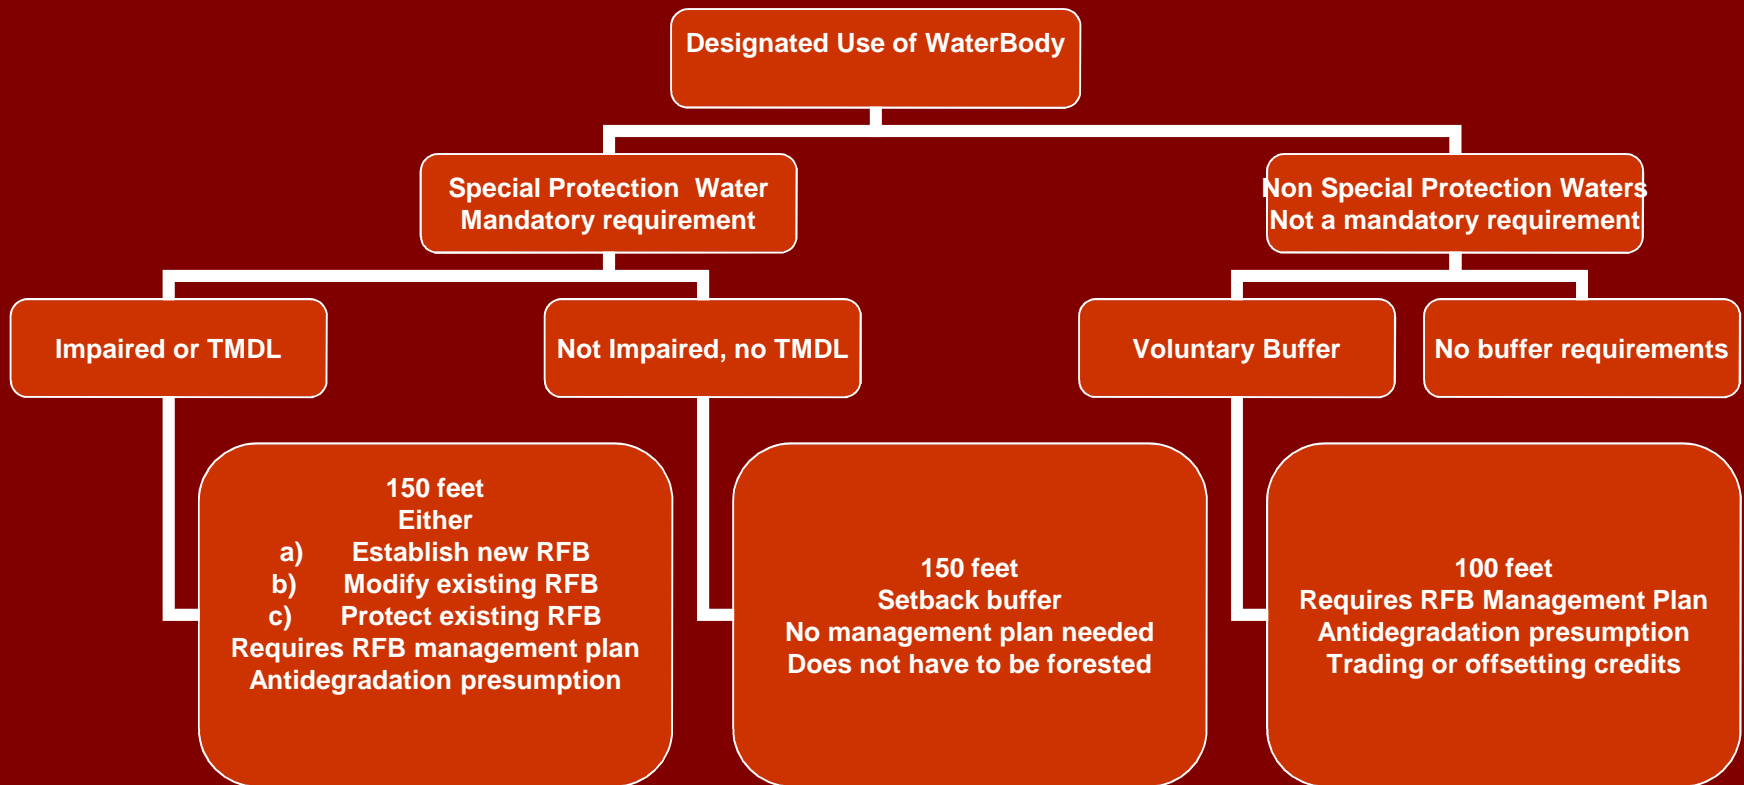 Designated Use of WaterBody
Special Protection Water
Mandatory requirement
Non Special Protection Waters
Not a mandatory requirement
Impaired or TMDL
Not Impaired, no TMDL
Voluntary Buffer
No buffer requirements
150 feet
Either
a) Establish new RFB
b) Modify existing RFB
c) Protect existing RFB
Requires RFB management plan
Antidegradation presumption
150 feet
Setback buffer
No management plan needed
Does not have to be forested
100 feet
Requires RFB Management Plan
Antidegradation presumption
Trading or offsetting credits